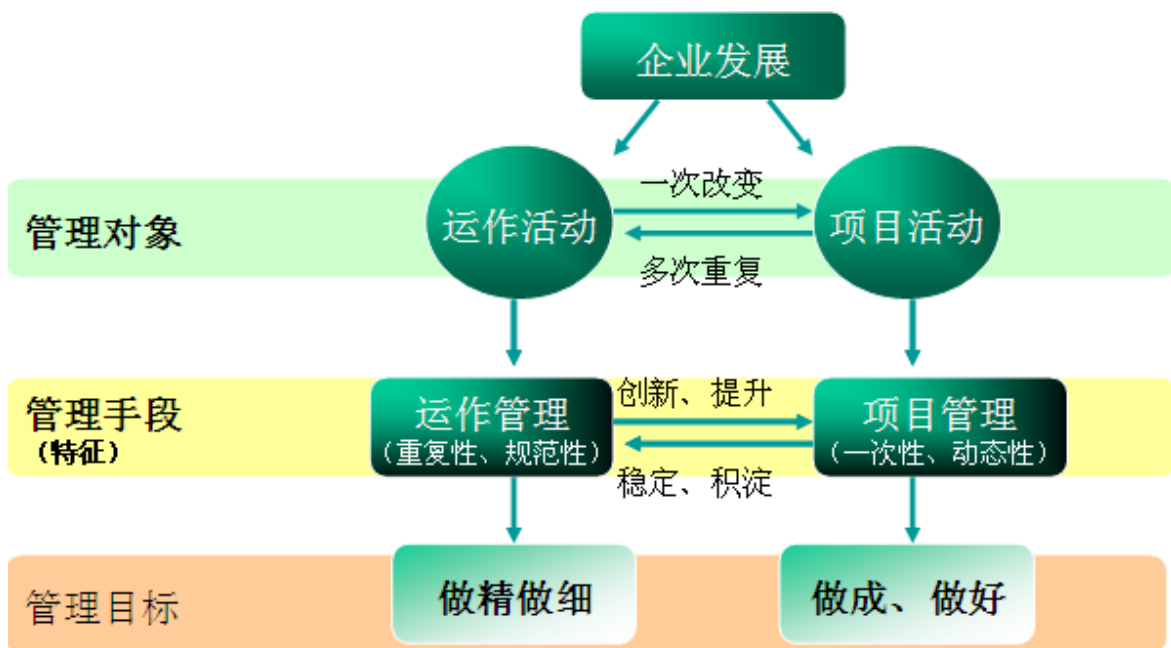 企业发展
一次改变
管理对象
运作活动
项目活动
多次重复
管理手段
（特征）
运作管理
（重复性、规范性）
创新、提升
项目管理
（一次性、动态性）
稳定、积淀
管理目标
做精做细
做成、做好